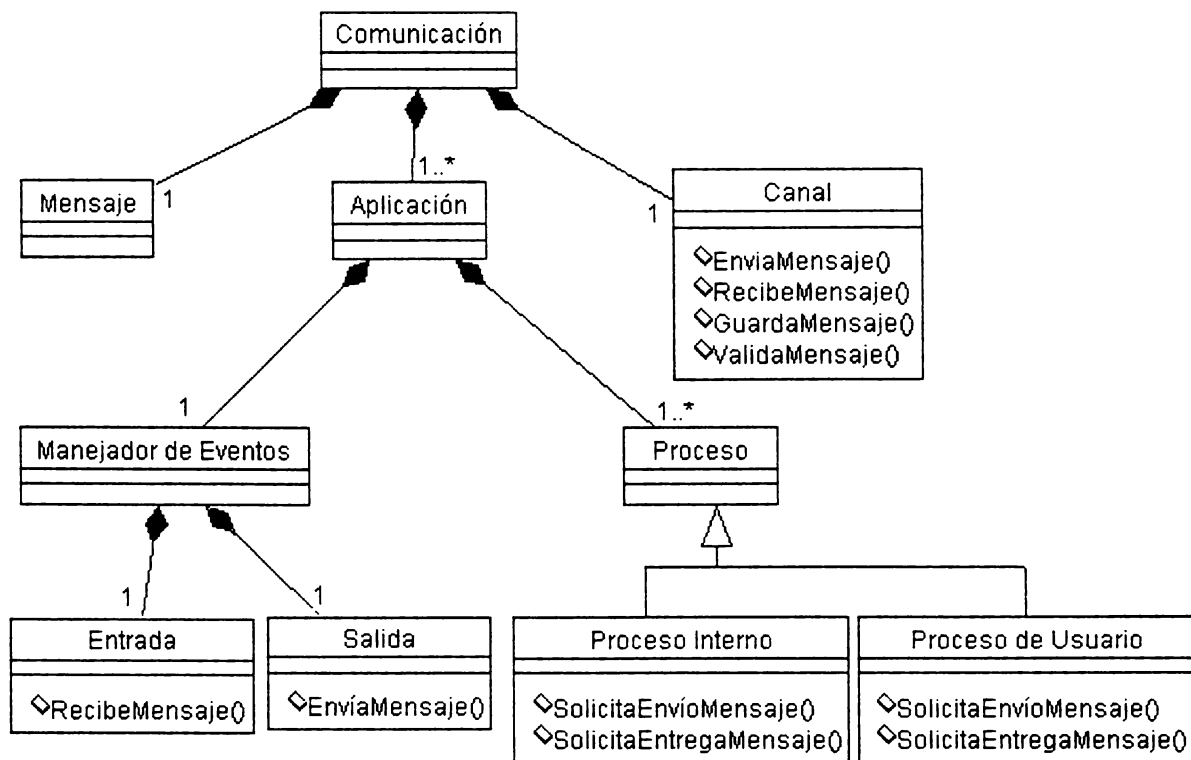 Comunicación
1
1..*
1
Mensaje
Aplicación
Canal
EnviaMensaje()
RecibeMensaje()
GuardaMensaje()
ValidaMensaje()
1
1..*
Manejador de Eventos
Proceso
1
1
Entrada
RecibeMensaje()
Salida
EnvíaMensaje()
Proceso Interno
SolicitaEnvíoMensaje()
SolicitaEntregaMensaje()
Proceso de Usuario
SolicitaEnvíoMensaje()
SolicitaEntregaMensaje()